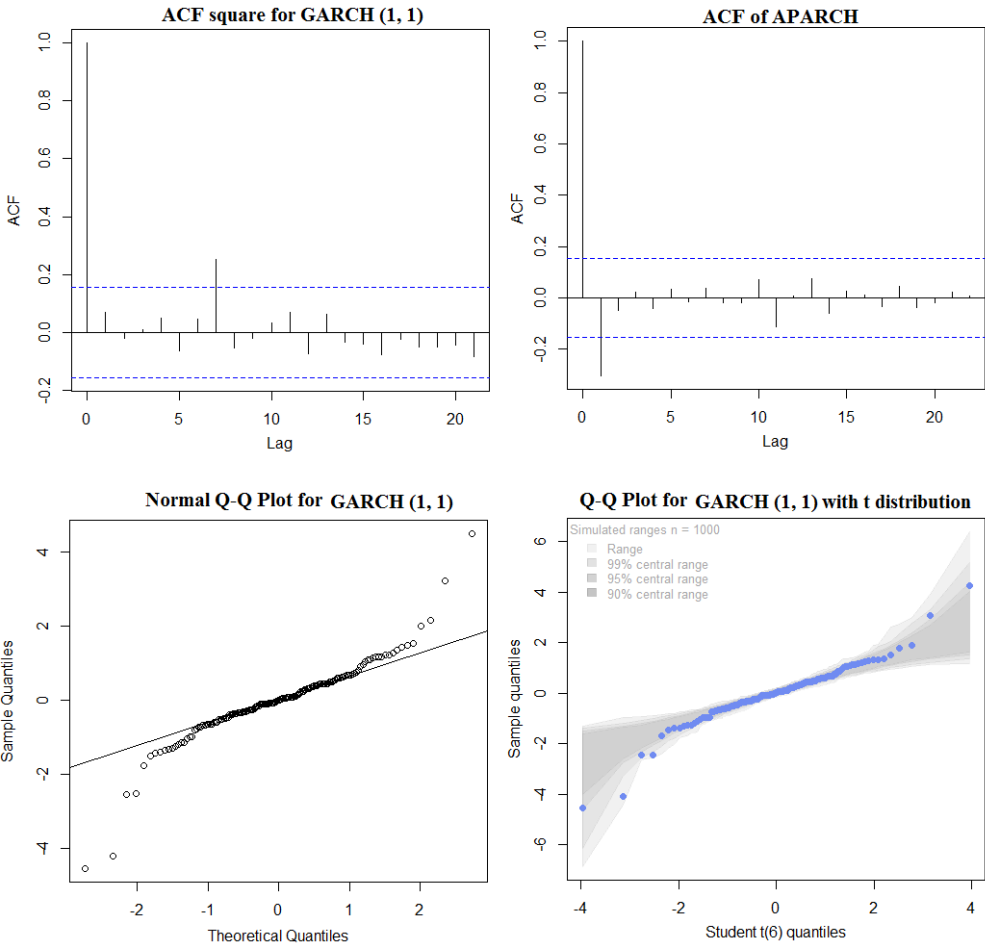 ACF square for GARCH (1, 1)
ACF
1.0
0.8
0.6
0.4
0.2
0.0
-0.2
0 5 10 15 20
Lag
ACF of APARCH
ACF
1.0
0.8
0.6
0.4
0.2
0.0
-0.2
0 5 10 15 20
Lag
Normal Q-Q Plot for GARCH (1, 1)
Sample Quantiles
4
2
0
-2
-4
-2 -1 0 1 2
Theoretical Quantiles
Q-Q Plot for GARCH (1, 1) with t distribution
Simulated ranges n = 1000
Range
99% central range
95% central range
90% central range
Sample quantiles
6
4
2
0
-2
-4
-6
-4 -2 0 2 4
Student t(6) quantiles